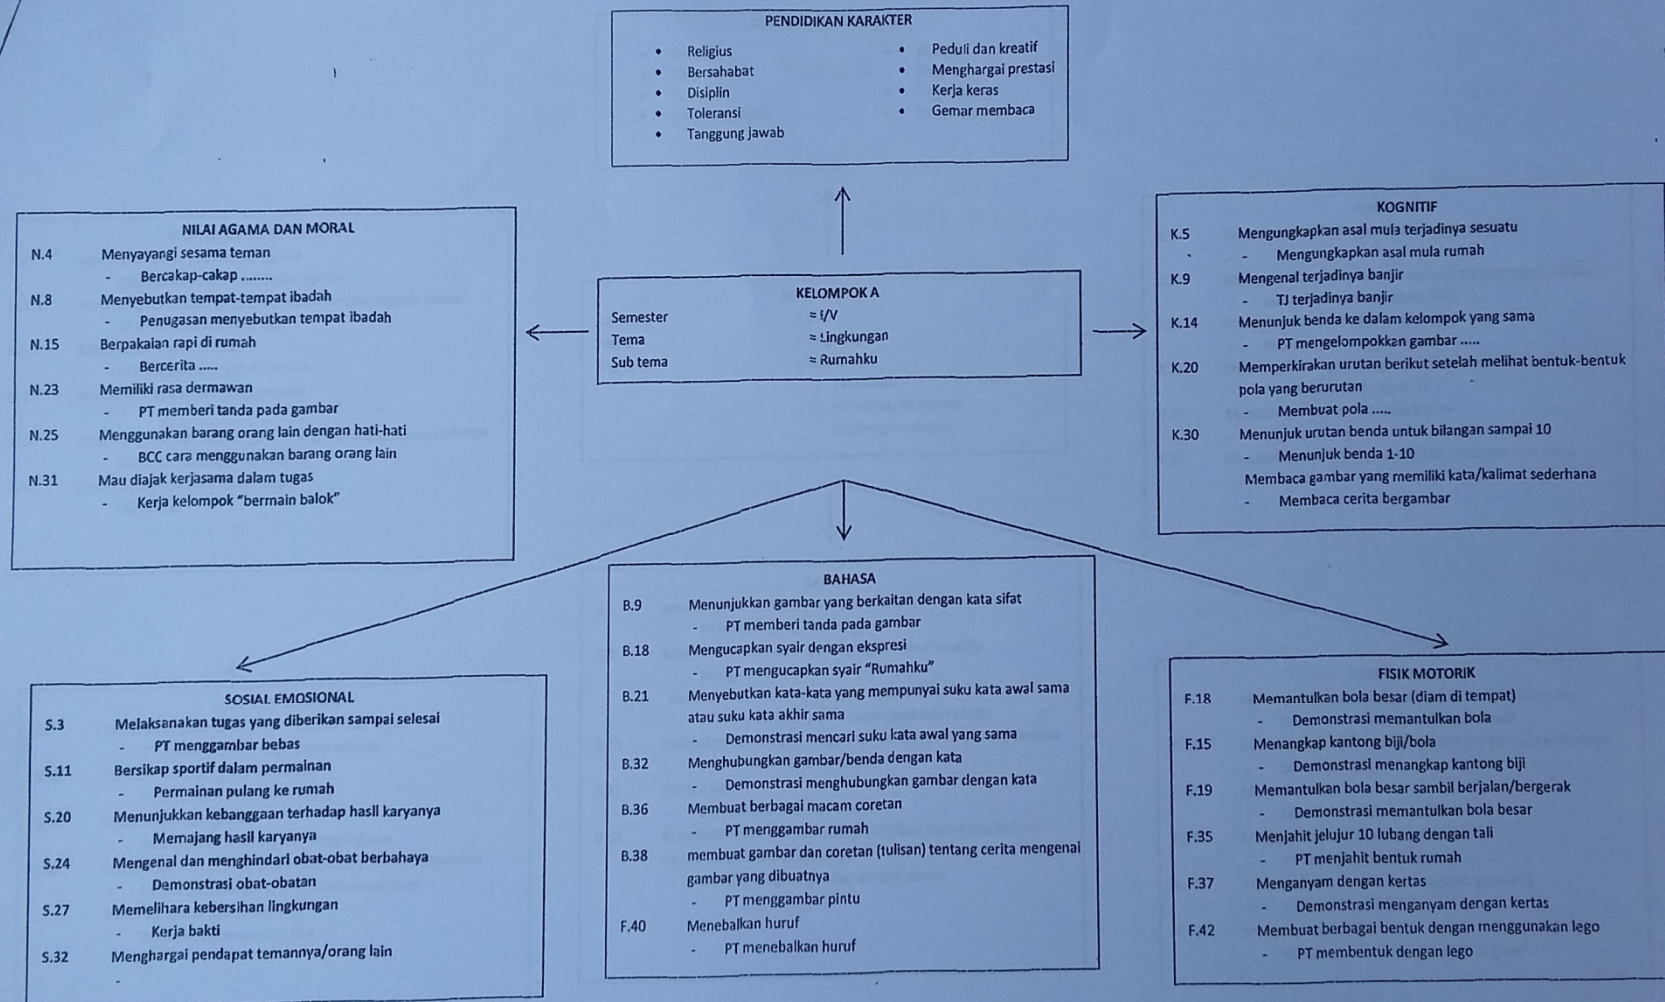 PENDIDIKAN KARAKTER
• Religius
• Bersahabat
• Disiplin
• Toleransi
• Tanggung jawab
• Peduli dan kreatif
• Menghargai prestasi
• Kerja keras
• Gemar membaca
NILAI AGAMA DAN MORAL
N.4 Menyayangi sesama teman
- Bercakap-cakap ........
N.8 Menyebutkan tempat-tempat ibadah
- Penugasan menyebutkan tempat ibadah
N.15 Berpakaian rapi di rumah
- Bercerita .....
N.23 Memiliki rasa dermawan
- PT memberi tanda pada gambar
N.25 Menggunakan barang orang lain dengan hati-hati
- BCC cara menggunakan barang orang lain
N.31 Mau diajak kerjasama dalam tugas
- Kerja kelompok "bermain balok"
KELOMPOK A
Semester = I/V
Tema = Lingkungan
Sub tema = Rumahku
KOGNITIF
K.5 Mengungkapkan asal mula terjadinya sesuatu
- Mengungkapkan asal mula rumah
K.9 Mengenal terjadinya banjir
- TJ terjadinya banjir
K.14 Menunjuk benda ke dalam kelompok yang sama
- PT mengelompokkan gambar .....
K.20 Memperkirakan urutan berikut setelah melihat bentuk-bentuk
pola yang berurutan
- Membuat pola .....
K.30 Menunjuk urutan benda untuk bilangan sampai 10
- Menunjuk benda 1-10
Membaca gambar yang memiliki kata/kalimat sederhana
- Membaca cerita bergambar
SOSIAL EMOSIONAL
S.3 Melaksanakan tugas yang diberikan sampai selesai
- PT menggambar bebas
S.11 Bersikap sportif dalam permainan
- Permainan pulang ke rumah
S.20 Menunjukkan kebanggaan terhadap hasil karyanya
- Memajang hasil karyanya
S.24 Mengenal dan menghindari obat-obat berbahaya
- Demonstrasi obat-obatan
S.27 Memelihara kebersihan lingkungan
- Kerja bakti
S.32 Menghargai pendapat temannya/orang lain
-
BAHASA
B.9 Menunjukkan gambar yang berkaitan dengan kata sifat
- PT memberi tanda pada gambar
B.18 Mengucapkan syair dengan ekspresi
- PT mengucapkan syair "Rumahku"
B.21 Menyebutkan kata-kata yang mempunyai suku kata awal sama
atau suku kata akhir sama
- Demonstrasi mencari suku kata awal yang sama
B.32 Menghubungkan gambar/benda dengan kata
- Demonstrasi menghubungkan gambar dengan kata
B.36 Membuat berbagai macam coretan
- PT menggambar rumah
B.38 membuat gambar dan coretan (tulisan) tentang cerita mengenai
gambar yang dibuatnya
- PT menggambar pintu
F.40 Menebalkan huruf
- PT menebalkan huruf
FISIK MOTORIK
F.18 Memantulkan bola besar (diam di tempat)
- Demonstrasi memantulkan bola
F.15 Menangkap kantong biji/bola
- Demonstrasi menangkap kantong biji
F.19 Memantulkan bola besar sambil berjalan/bergerak
- Demonstrasi memantulkan bola besar
F.35 Menjahit jelujur 10 lubang dengan tali
- PT menjahit bentuk rumah
F.37 Menganyam dengan kertas
- Demonstrasi menganyam dengan kertas
F.42 Membuat berbagai bentuk dengan menggunakan lego
- PT membentuk dengan lego